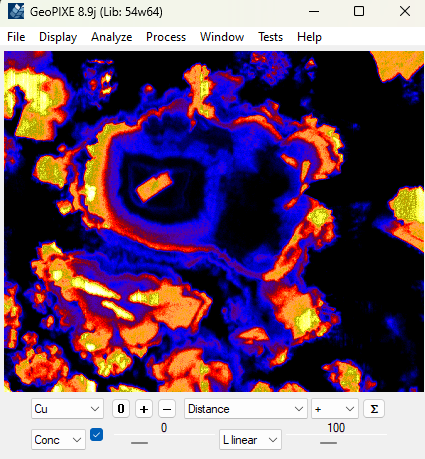 GeoPIXE 8.9j (Lib: 54w64)
File Display Analyze Process Window Tests Help
Cu 0 + − Distance + Σ
Conc 0 L linear 100